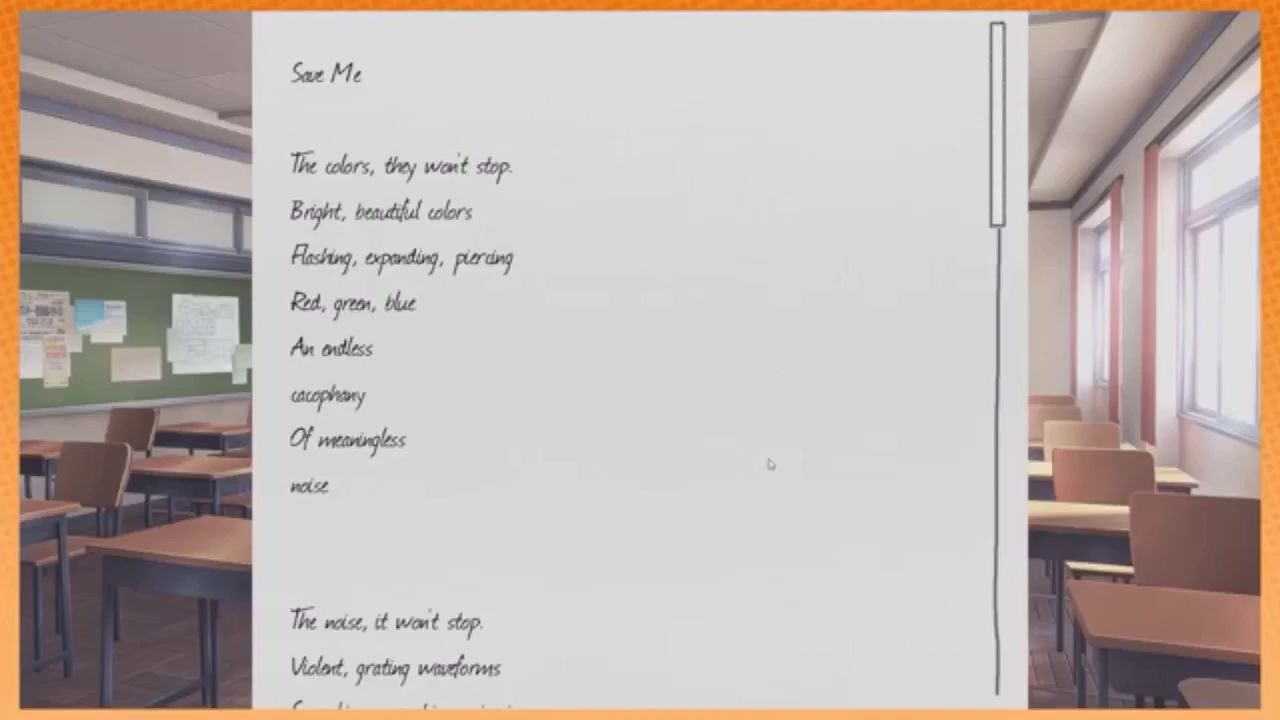 Save Me
The colors, they won't stop.
Bright, beautiful colors
Flashing, expanding, piercing
Red, green, blue
An endless
cacophany
Of meaningless
noise
The noise, it won't stop.
Violent, grating waveforms